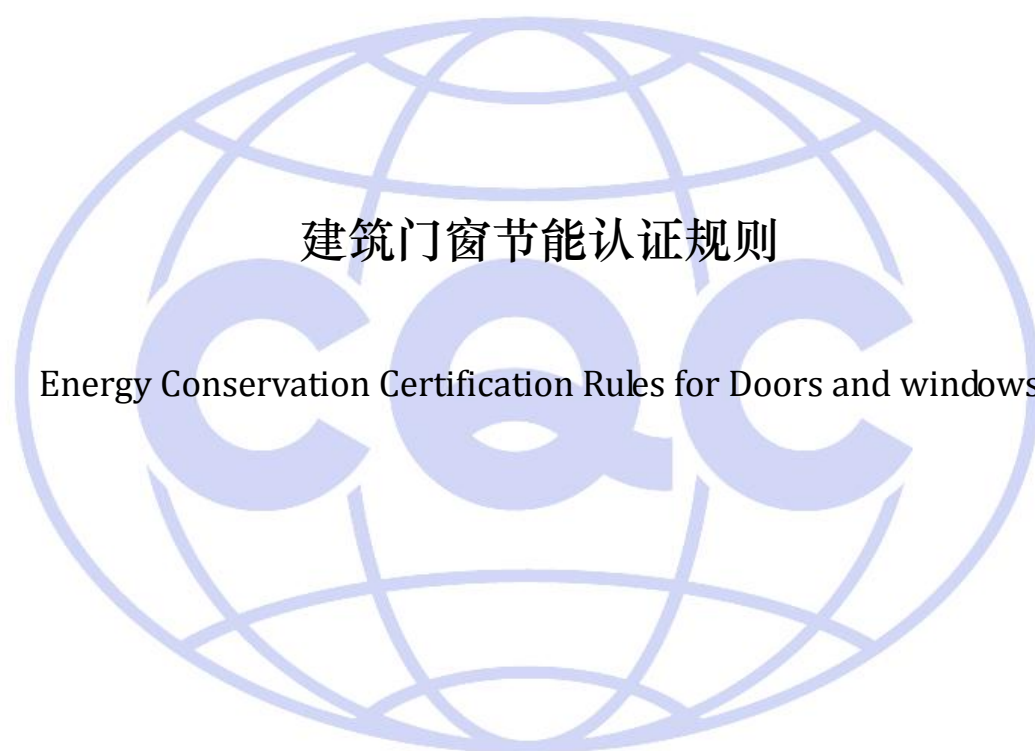 建筑门窗节能认证规则
CQC
Energy Conservation Certification Rules for Doors and windows